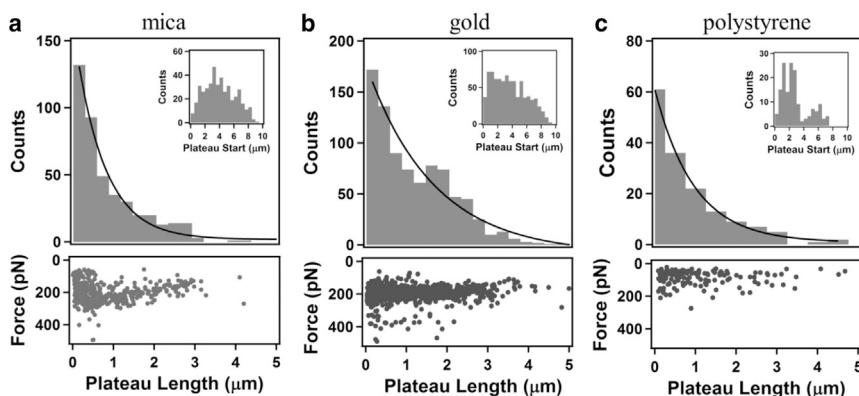 a mica
150
100
50
0
Counts
60
40
20
0
Counts
0 2 4 6 8 10
Plateau Start (μm)
0
200
400
Force (pN)
0 1 2 3 4 5
Plateau Length (μm)
b gold
200
150
100
50
0
Counts
100
50
0
Counts
0 2 4 6 8 10
Plateau Start (μm)
0
100
200
300
400
500
Force (pN)
0 1 2 3 4 5
Plateau Length (μm)
c polystyrene
80
60
40
20
0
Counts
30
20
10
0
Counts
0 2 4 6 8 10
Plateau Start (μm)
0
100
200
300
400
Force (pN)
0 1 2 3 4 5
Plateau Length (μm)